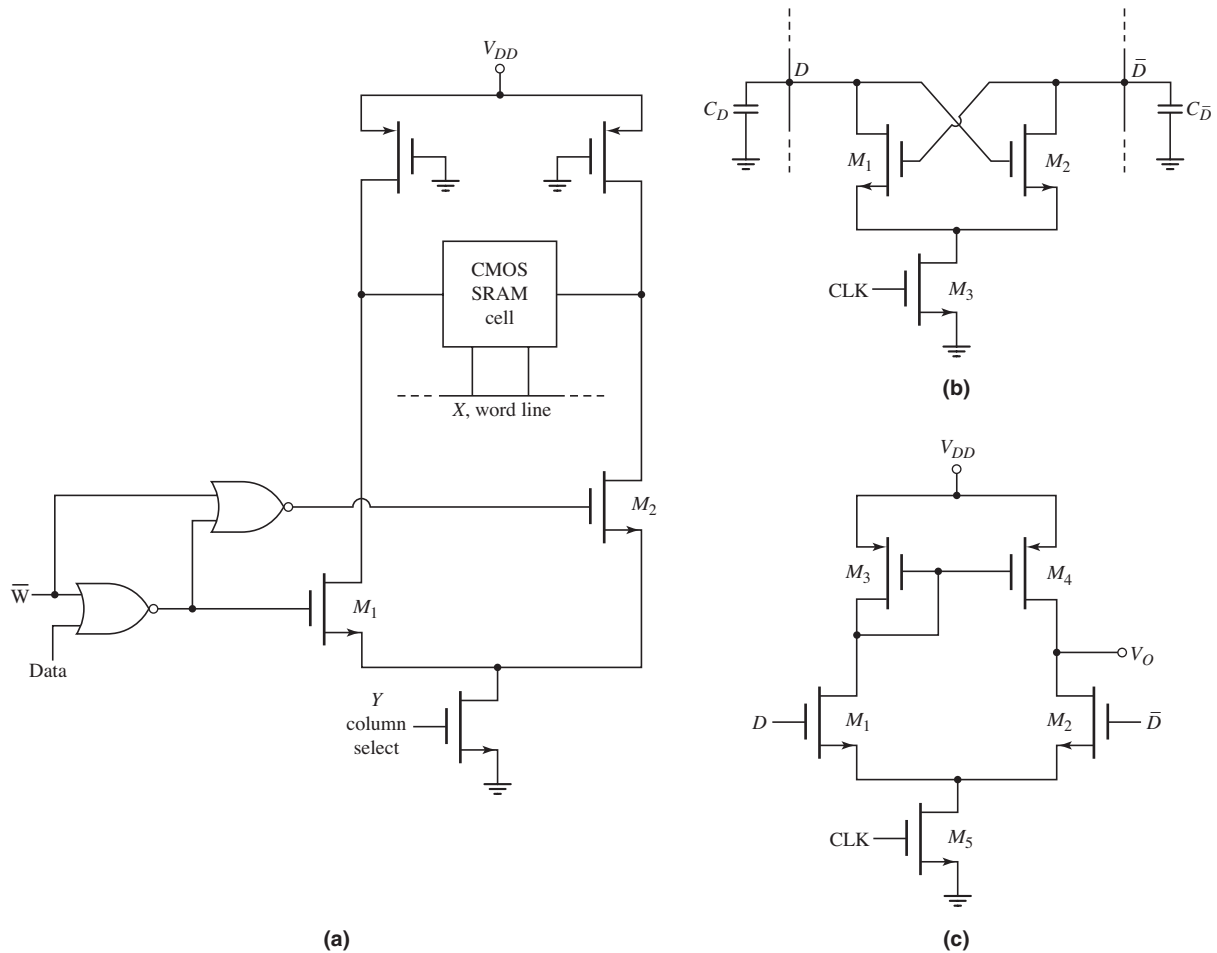 V_DD
CMOS
SRAM
cell
X, word line
M_2
W̅
M_1
Data
Y
column
select
(a)
D
D̅
C_D
C_D̅
M_1
M_2
CLK
M_3
(b)
V_DD
M_3
M_4
V_O
D
M_1
M_2
D̅
CLK
M_5
(c)